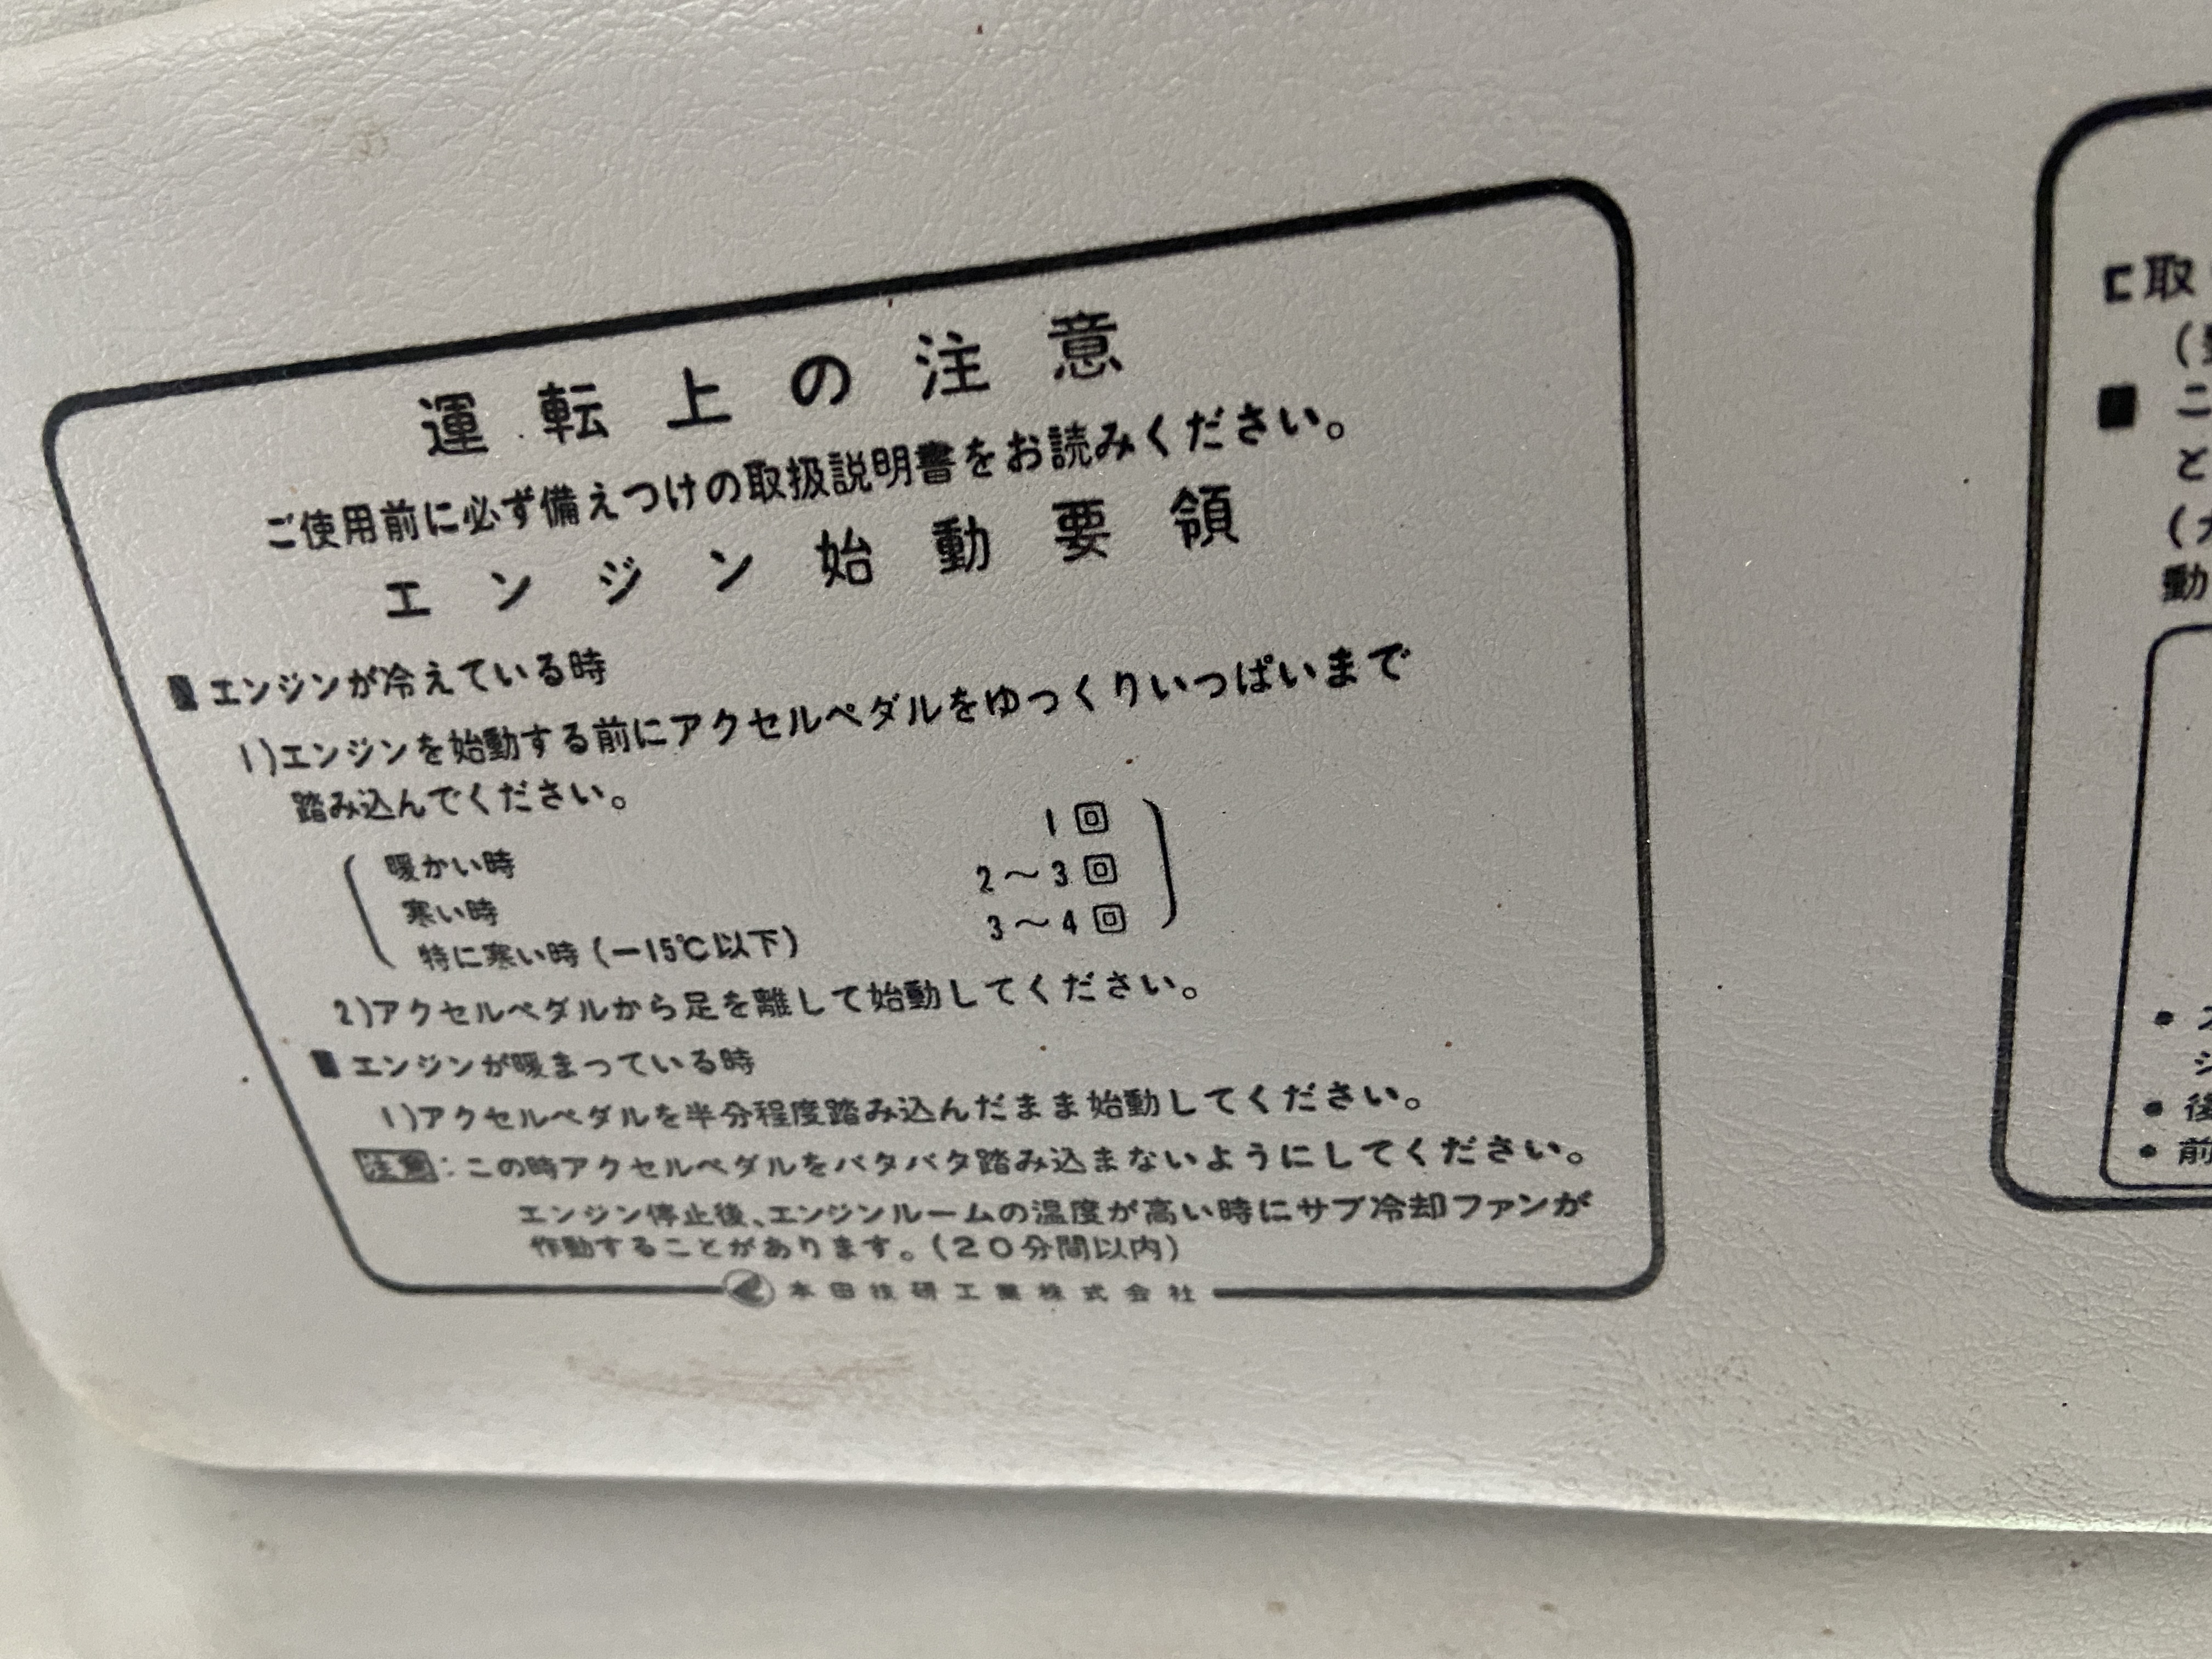 運転上の注意
ご使用前に必ず備えつけの取扱説明書をお読みください。
エンジン始動要領
■エンジンが冷えている時
1)エンジンを始動する前にアクセルペダルをゆっくりいっぱいまで
踏み込んでください。
暖かい時 1回
寒い時 2～3回
特に寒い時(－15℃以下) 3～4回
2)アクセルペダルから足を離して始動してください。
■エンジンが暖まっている時
1)アクセルペダルを半分程度踏み込んだまま始動してください。
注意:この時アクセルペダルをバタバタ踏み込まないようにしてください。
エンジン停止後、エンジンルームの温度が高い時にサブ冷却ファンが
作動することがあります。(20分間以内)
本田技研工業株式会社
取
(
■ こ
と
(
動
後
前